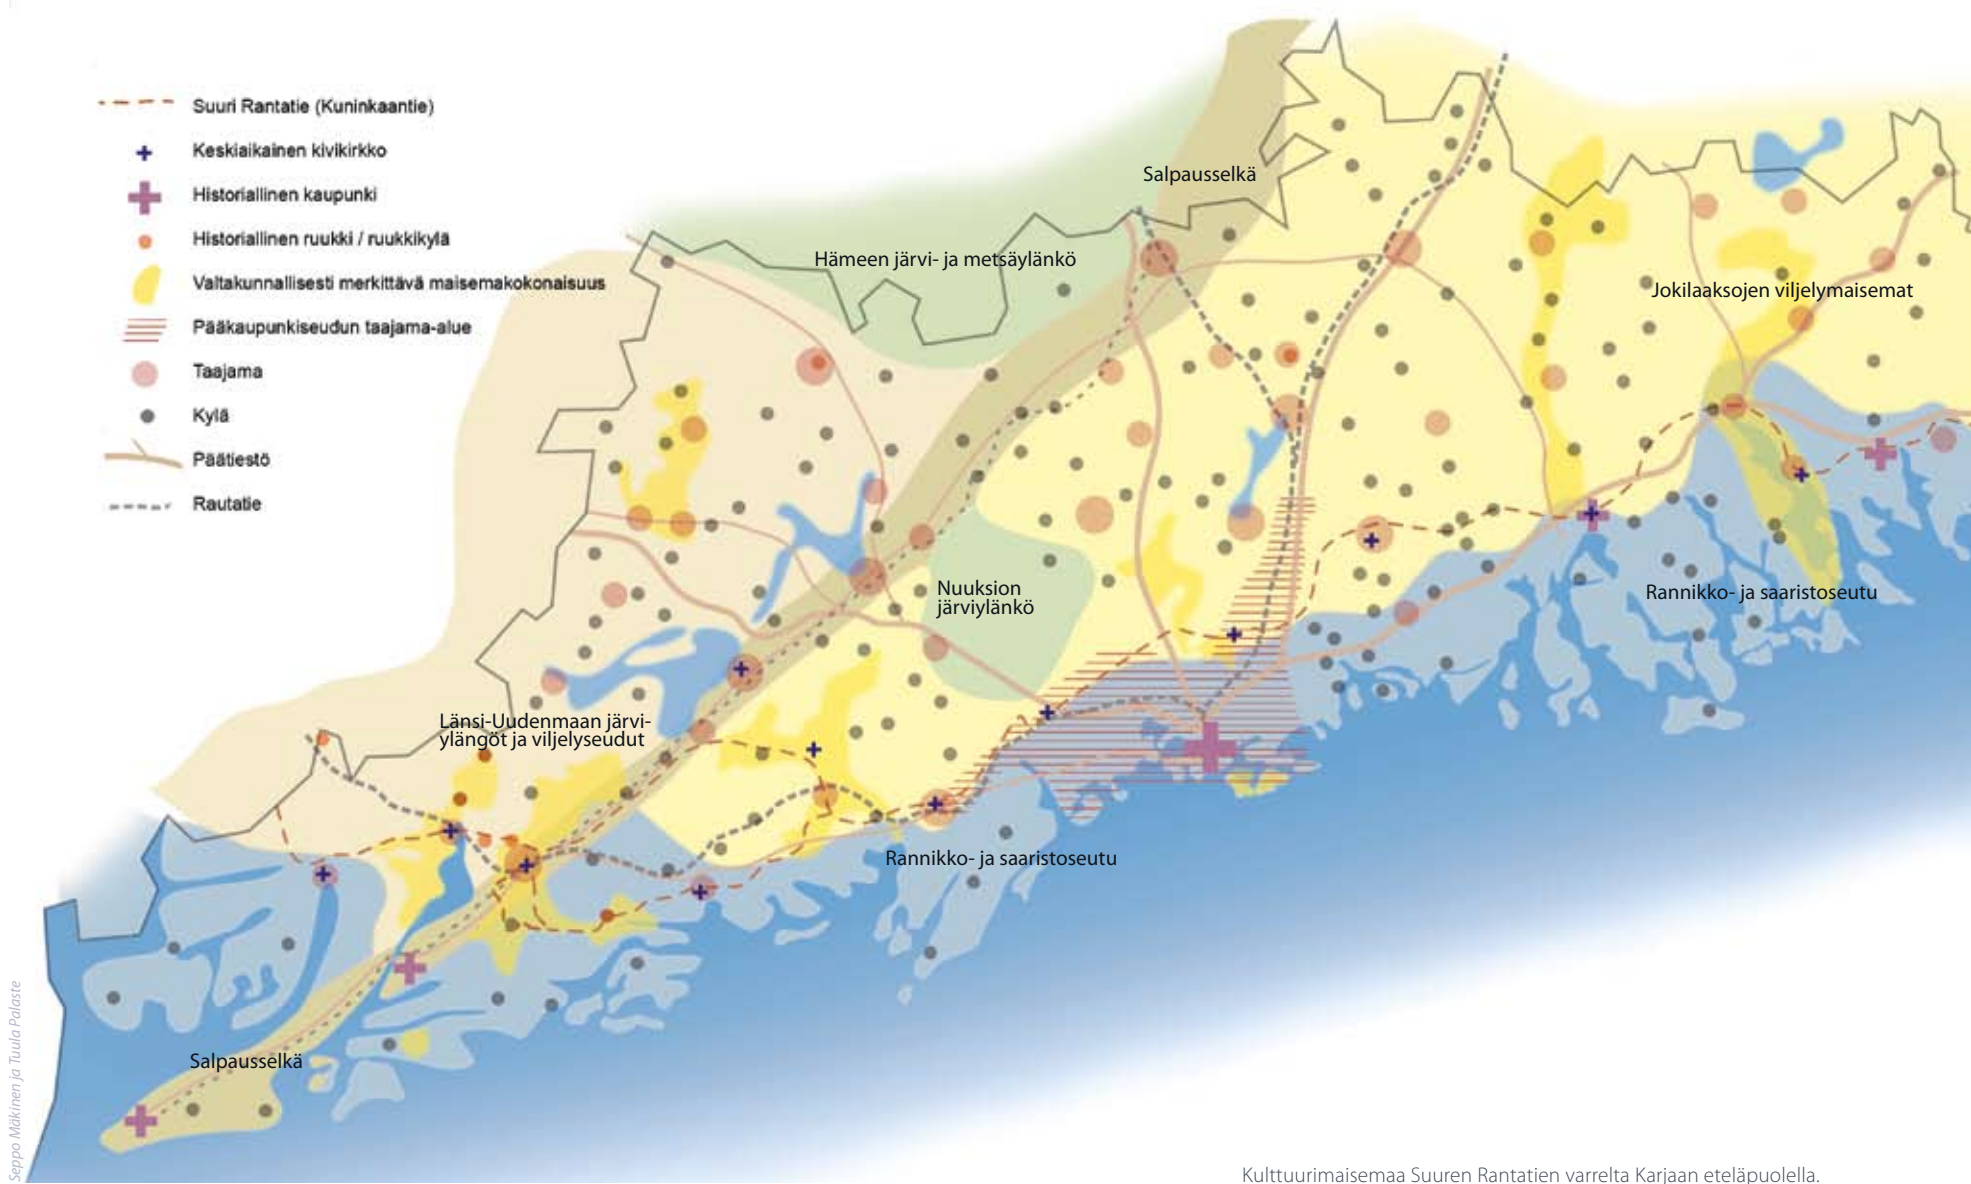 Suuri Rantatie (Kuninkaantie)
Keskiaikainen kivikirkko
Historiallinen kaupunki
Historiallinen ruukki / ruukkikylä
Valtakunnallisesti merkittävä maisemakokonaisuus
Pääkaupunkiseudun taajama-alue
Taajama
Kylä
Päätiestö
Rautatie
Salpausselkä
Hämeen järvi- ja metsäylänkö
Jokilaaksojen viljelymaisemat
Nuuksion
järviylänkö
Rannikko- ja saaristoseutu
Länsi-Uudenmaan järvi-
ylängöt ja viljelyseudut
Rannikko- ja saaristoseutu
Salpausselkä
Seppo Mäkinen ja Tuula Palaste
Kulttuurimaisemaa Suuren Rantatien varrelta Karjaan eteläpuolella.